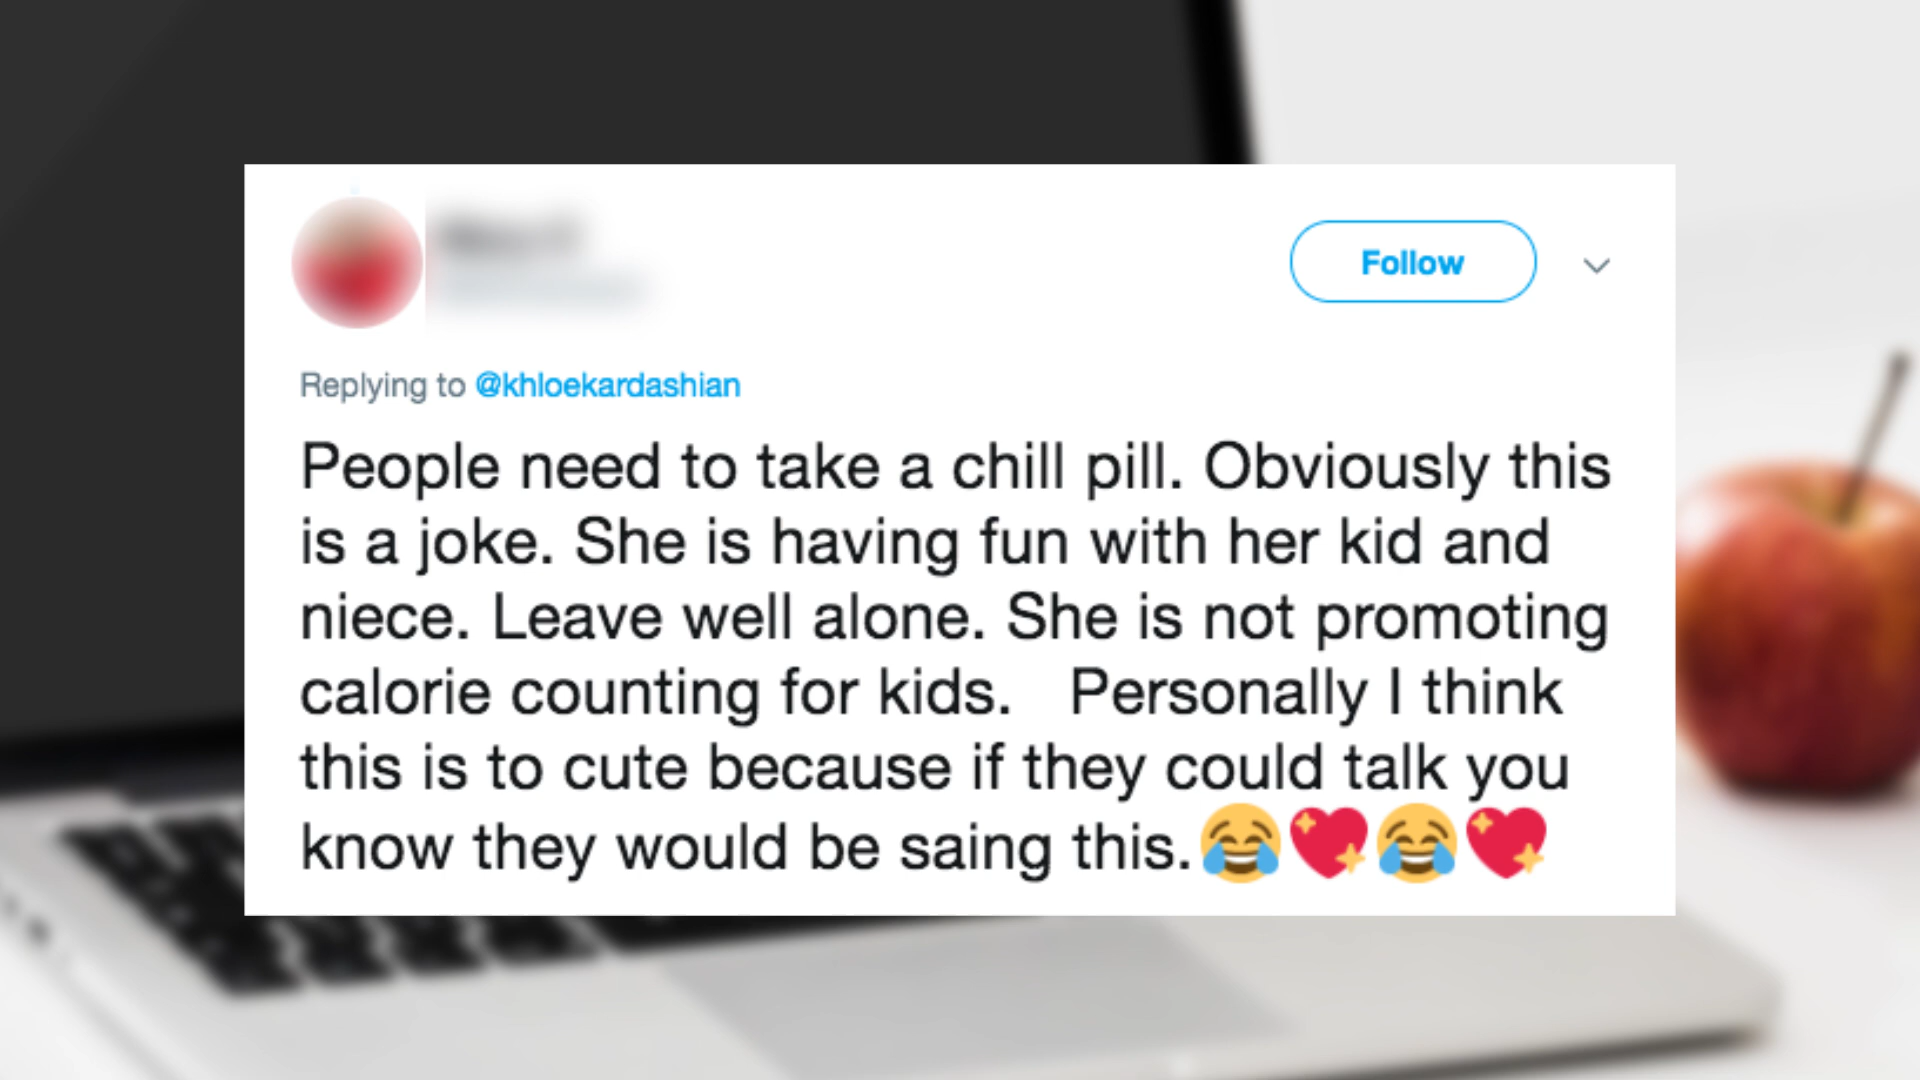 Follow
Replying to @khloekardashian
People need to take a chill pill. Obviously this
is a joke. She is having fun with her kid and
niece. Leave well alone. She is not promoting
calorie counting for kids.   Personally I think
this is to cute because if they could talk you
know they would be saing this.😂💖😂💖